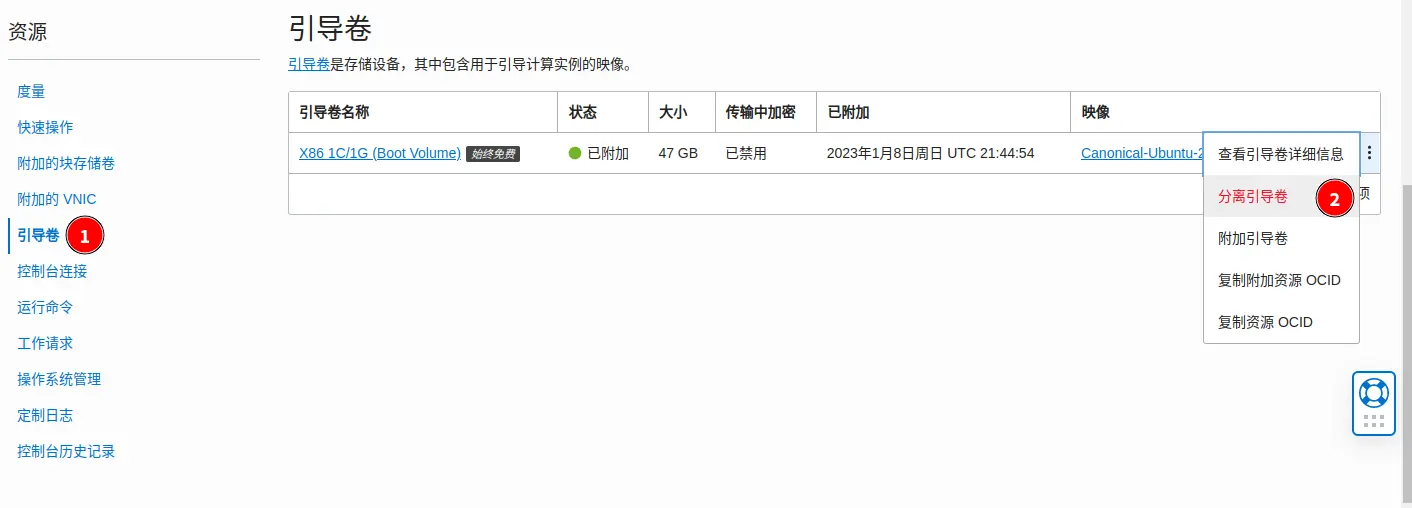 资源
度量
快速操作
附加的块存储卷
附加的 VNIC
引导卷 1
控制台连接
运行命令
工作请求
操作系统管理
定制日志
控制台历史记录
引导卷
引导卷是存储设备，其中包含用于引导计算实例的映像。
引导卷名称 状态 大小 传输中加密 已附加 映像
X86 1C/1G (Boot Volume) 始终免费 已附加 47 GB 已禁用 2023年1月8日周日 UTC 21:44:54 Canonical-Ubuntu-2
项
查看引导卷详细信息
分离引导卷 2
附加引导卷
复制附加资源 OCID
复制资源 OCID